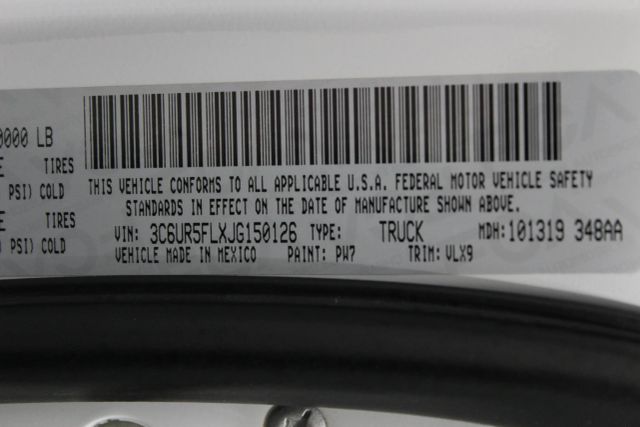 0000 LB
E TIRES
PSI) COLD
E TIRES
PSI) COLD
THIS VEHICLE CONFORMS TO ALL APPLICABLE U.S.A. FEDERAL MOTOR VEHICLE SAFETY
STANDARDS IN EFFECT ON THE DATE OF MANUFACTURE SHOWN ABOVE.
VIN: 3C6UR5FLXJG150126 TYPE: TRUCK MDH:101319 348AA
VEHICLE MADE IN MEXICO PAINT: PW7 TRIM: VLX9